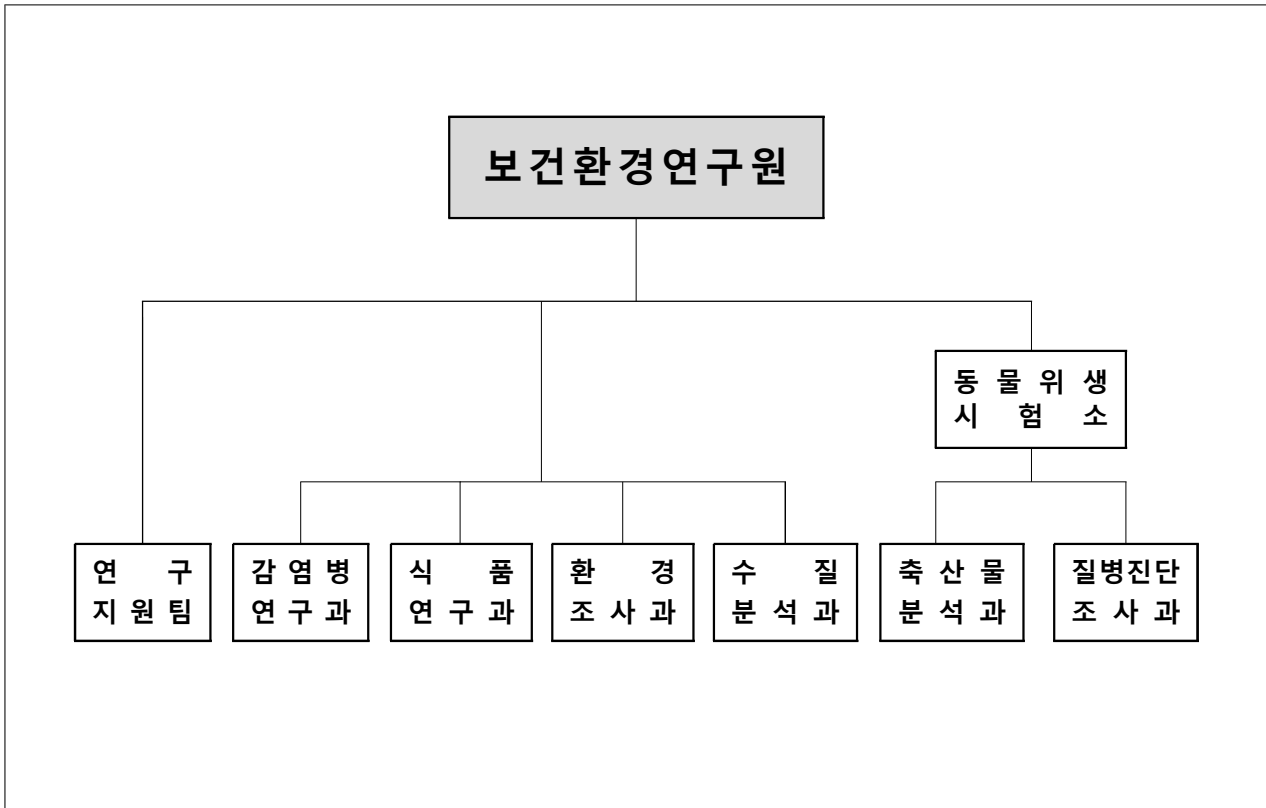 보건환경연구원
동물위생
시험소
연구
지원팀
감염병
연구과
식품
연구과
환경
조사과
수질
분석과
축산물
분석과
질병진단
조사과